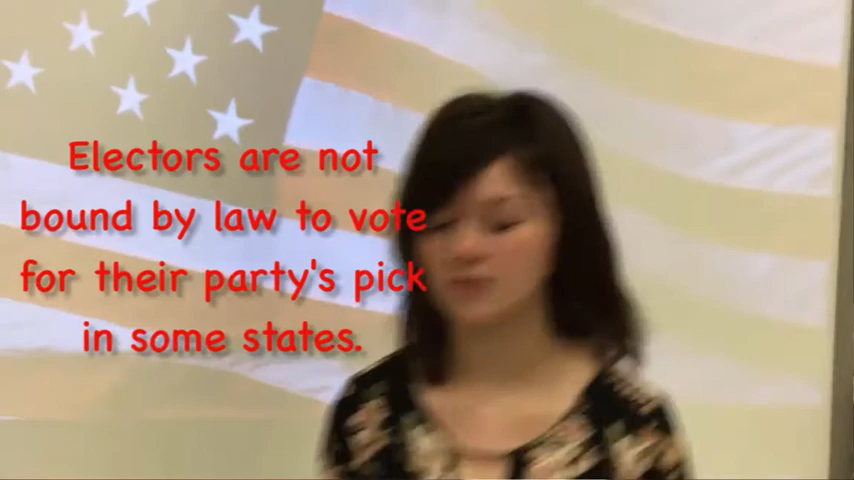 Electors are not
bound by law to vote
for their party's pick
in some states.